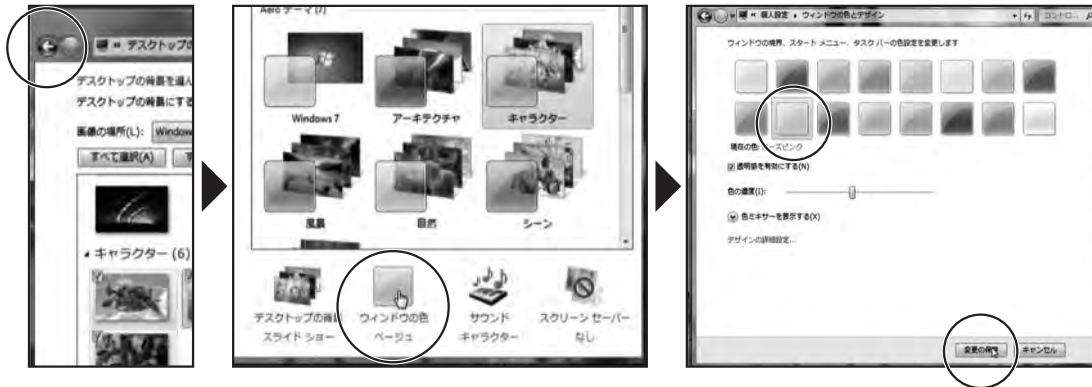 デスクトップの
デスクトップの背景を選ん
デスクトップの背景にする
画像の場所(L): Window
すべて選択(A)
キャラクター (6)
Aero テーマ (7)
Windows 7
アーキテクチャ
キャラクター
風景
自然
シーン
デスクトップの背景
スライド ショー
ウィンドウの色
ベージュ
サウンド
キャラクター
スクリーン セーバー
なし
個人設定 ▸ ウィンドウの色とデザイン
コントロ...
ウィンドウの境界、スタート メニュー、タスク バーの色設定を変更します
現在の色: ローズピンク
透明感を有効にする(N)
色の濃度(I):
色ミキサーを表示する(X)
デザインの詳細設定...
変更の保存
キャンセル